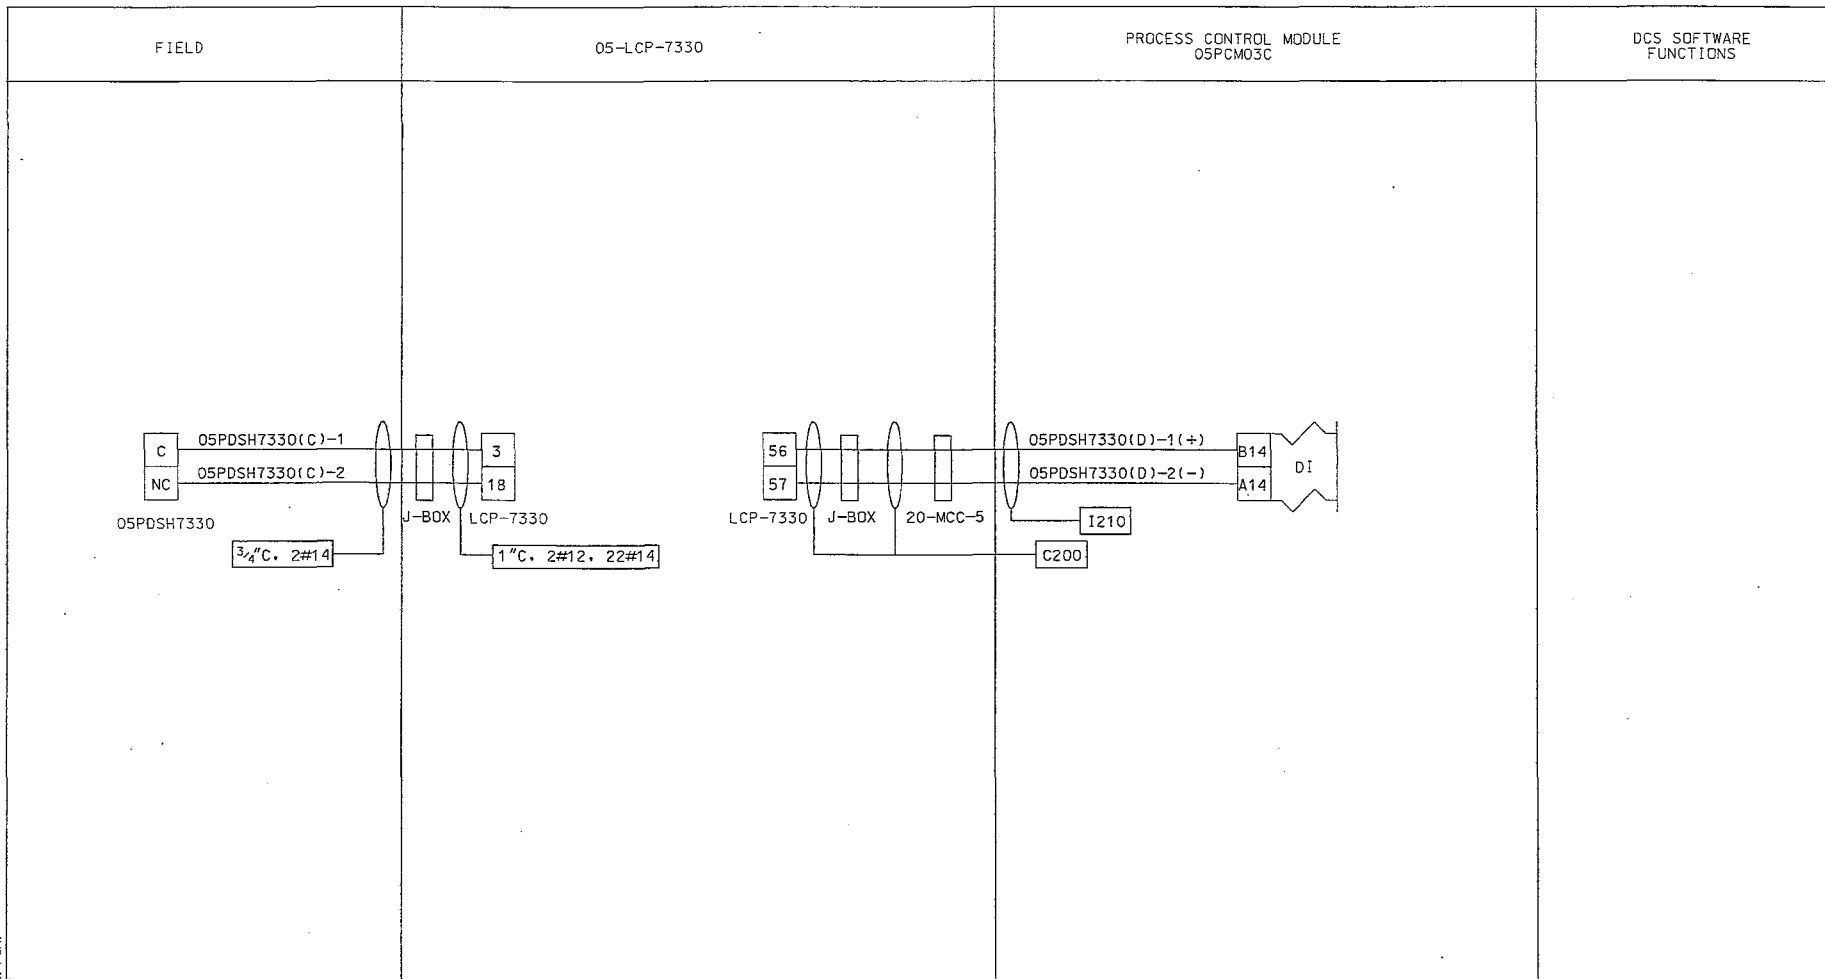 FIELD
05-LCP-7330
PROCESS CONTROL MODULE
05PCM03C
DCS SOFTWARE
FUNCTIONS
C
05PDSH7330(C)-1
3
NC
05PDSH7330(C)-2
18
05PDSH7330
J-BOX
LCP-7330
3/4"C, 2#14
1"C, 2#12, 22#14
56
57
LCP-7330
J-BOX
20-MCC-5
05PDSH7330(D)-1(+)
B14
05PDSH7330(D)-2(-)
A14
DI
I210
C200